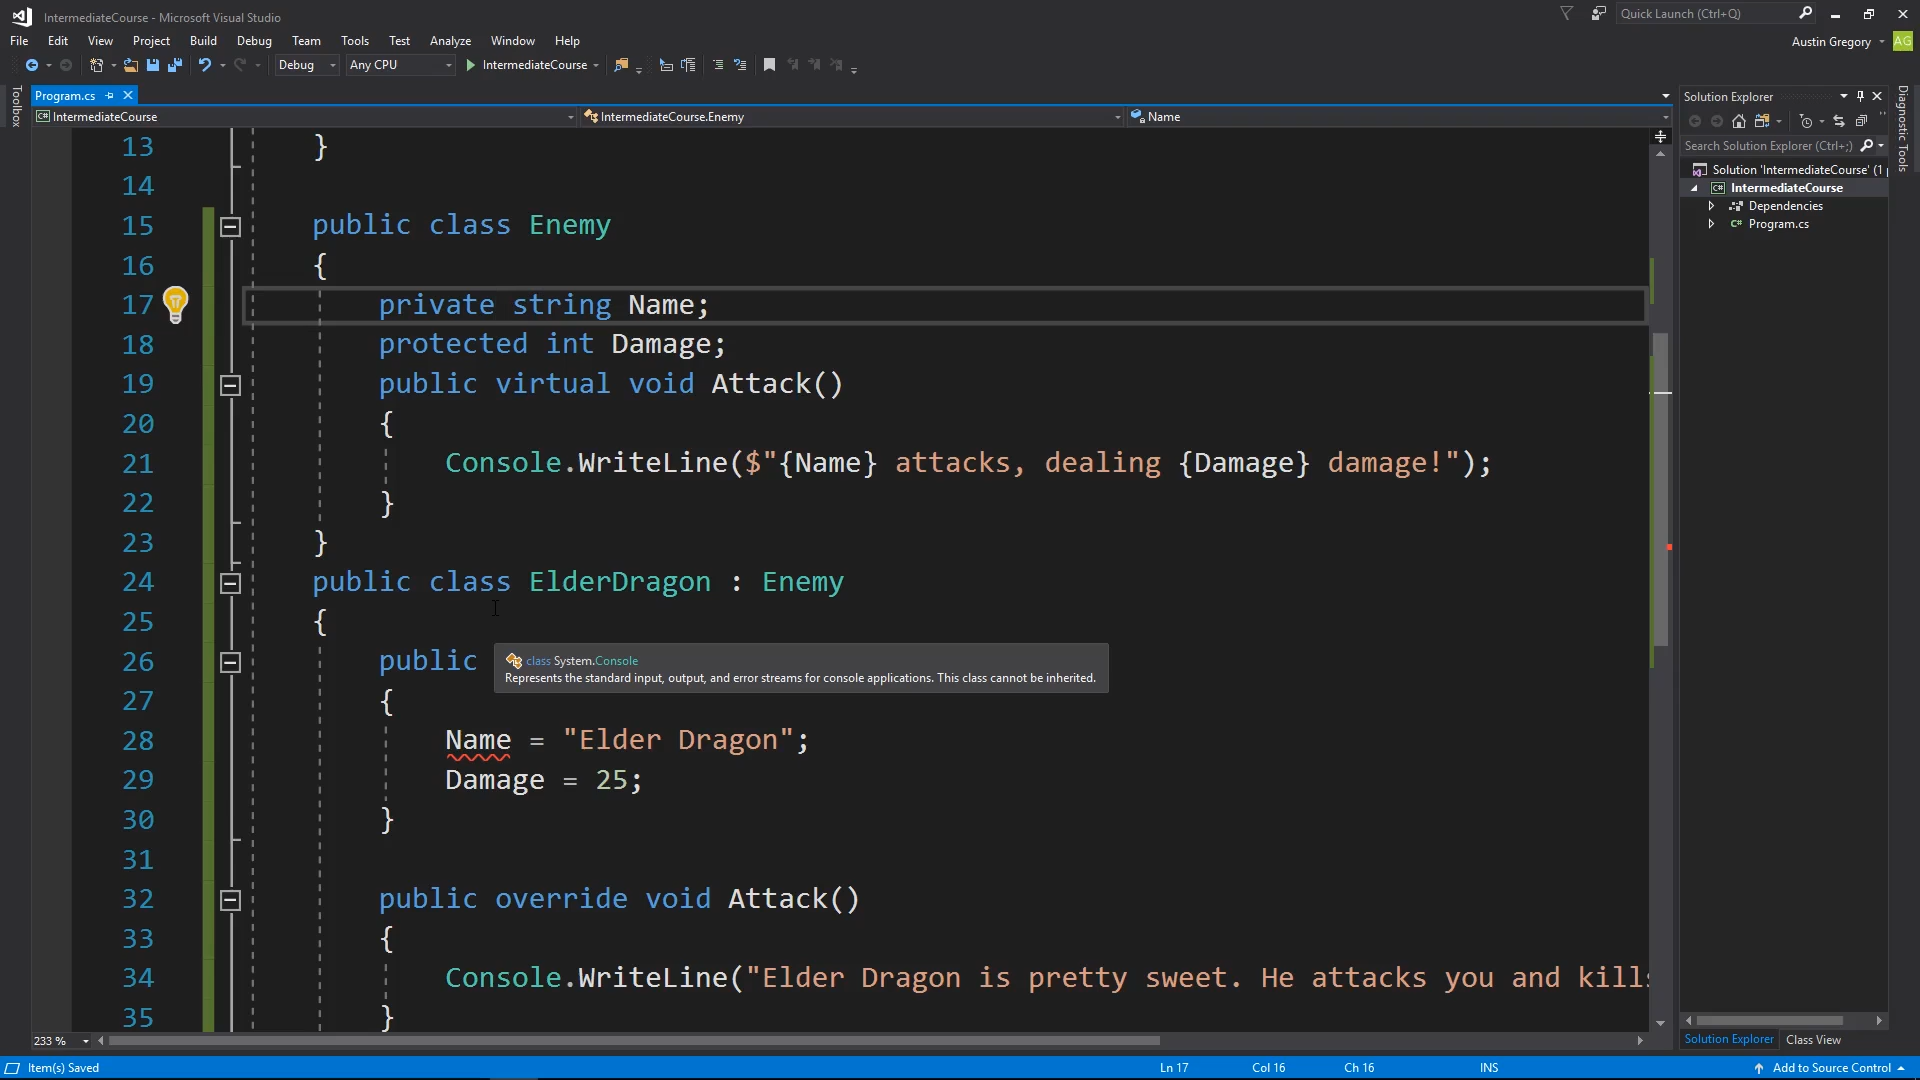 IntermediateCourse - Microsoft Visual Studio
Quick Launch (Ctrl+Q)
File Edit View Project Build Debug Team Tools Test Analyze Window Help
Austin Gregory AG
Debug Any CPU IntermediateCourse
Toolbox
Program.cs
IntermediateCourse IntermediateCourse.Enemy Name
13 }
14
15 public class Enemy
16 {
17 private string Name;
18 protected int Damage;
19 public virtual void Attack()
20 {
21 Console.WriteLine($"{Name} attacks, dealing {Damage} damage!");
22 }
23 }
24 public class ElderDragon : Enemy
25 {
26 public
class System.Console
Represents the standard input, output, and error streams for console applications. This class cannot be inherited.
27 {
28 Name = "Elder Dragon";
29 Damage = 25;
30 }
31
32 public override void Attack()
33 {
34 Console.WriteLine("Elder Dragon is pretty sweet. He attacks you and kills
35 }
233 %
Solution Explorer
Search Solution Explorer (Ctrl+;)
Solution 'IntermediateCourse' (1
C# IntermediateCourse
Dependencies
C# Program.cs
Solution Explorer Class View
Diagnostic Tools
Item(s) Saved Ln 17 Col 16 Ch 16 INS Add to Source Control